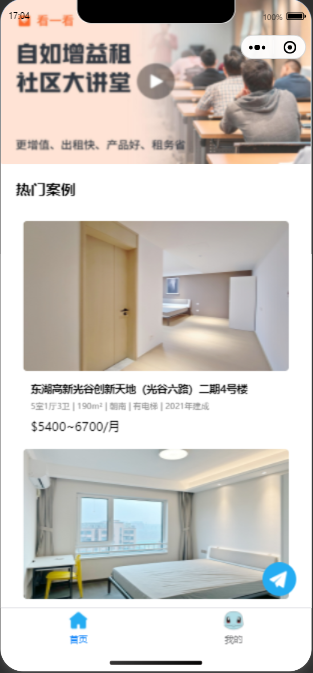 17:04
100%
看一看
自如增益租
社区大讲堂
更增值、出租快、产品好、租务省
热门案例
东湖高新光谷创新天地（光谷六路）二期4号楼
5室1厅3卫 | 190m² | 朝南 | 有电梯 | 2021年建成
$5400~6700/月
首页
我的